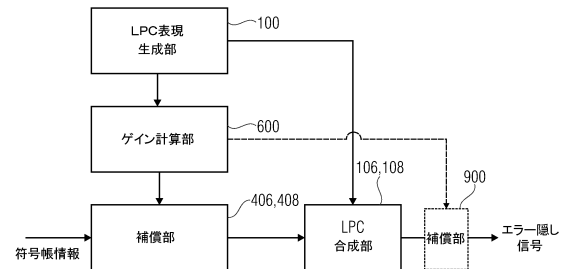 LPC表現
生成部
100
ゲイン計算部
600
106,108
900
406,408
補償部
LPC
合成部
補償部
エラー隠し
信号
符号帳情報